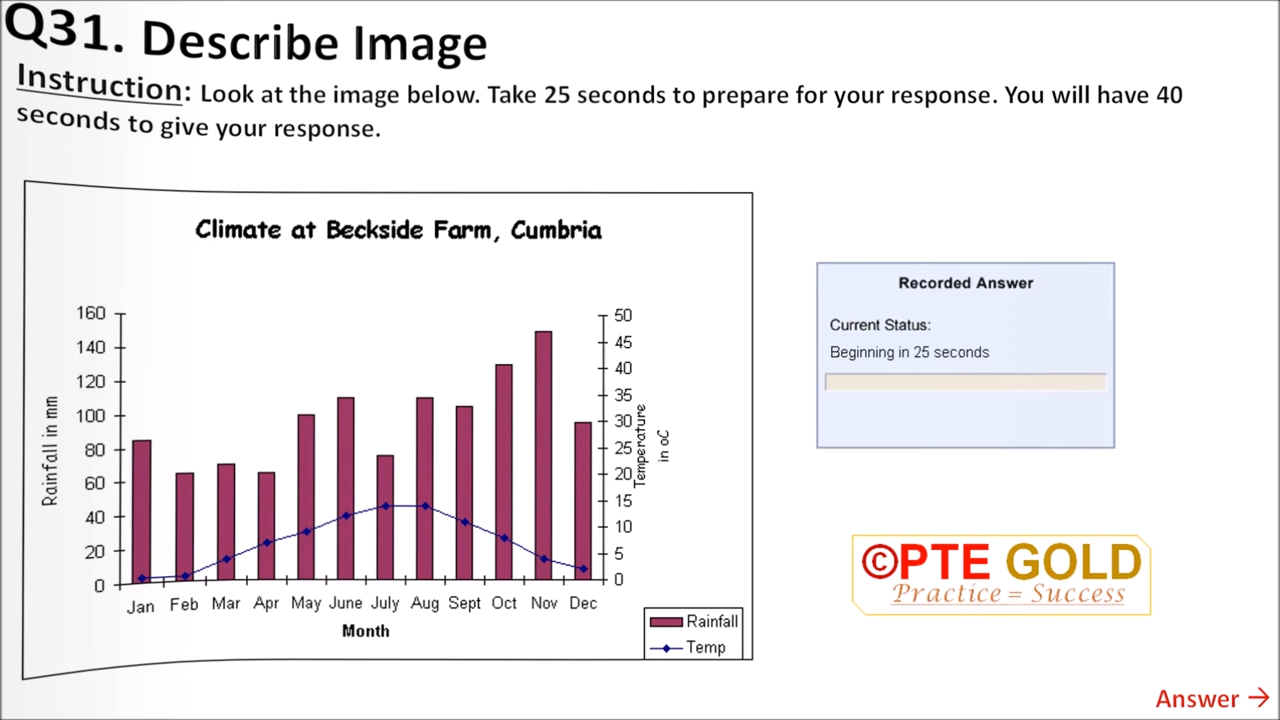 Q31. Describe Image
Instruction: Look at the image below. Take 25 seconds to prepare for your response. You will have 40
seconds to give your response.
Climate at Beckside Farm, Cumbria
160
140
120
100
80
60
40
20
0
Rainfall in mm
50
45
40
35
30
25
20
15
10
5
0
Temperature
in oC
Jan Feb Mar Apr May June July Aug Sept Oct Nov Dec
Month
Rainfall
Temp
Recorded Answer
Current Status:
Beginning in 25 seconds
©PTE GOLD
Practice = Success
Answer →